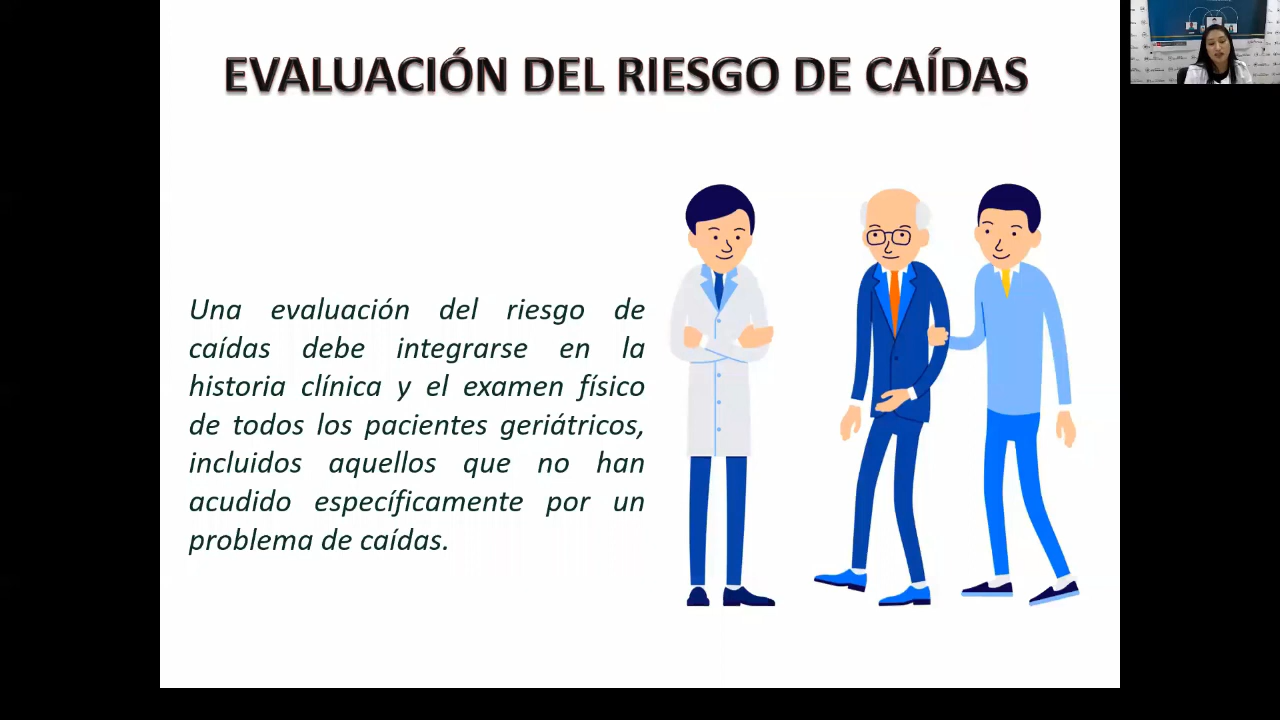 EVALUACIÓN DEL RIESGO DE CAÍDAS
Una evaluación del riesgo de
caídas debe integrarse en la
historia clínica y el examen físico
de todos los pacientes geriátricos,
incluidos aquellos que no han
acudido específicamente por un
problema de caídas.